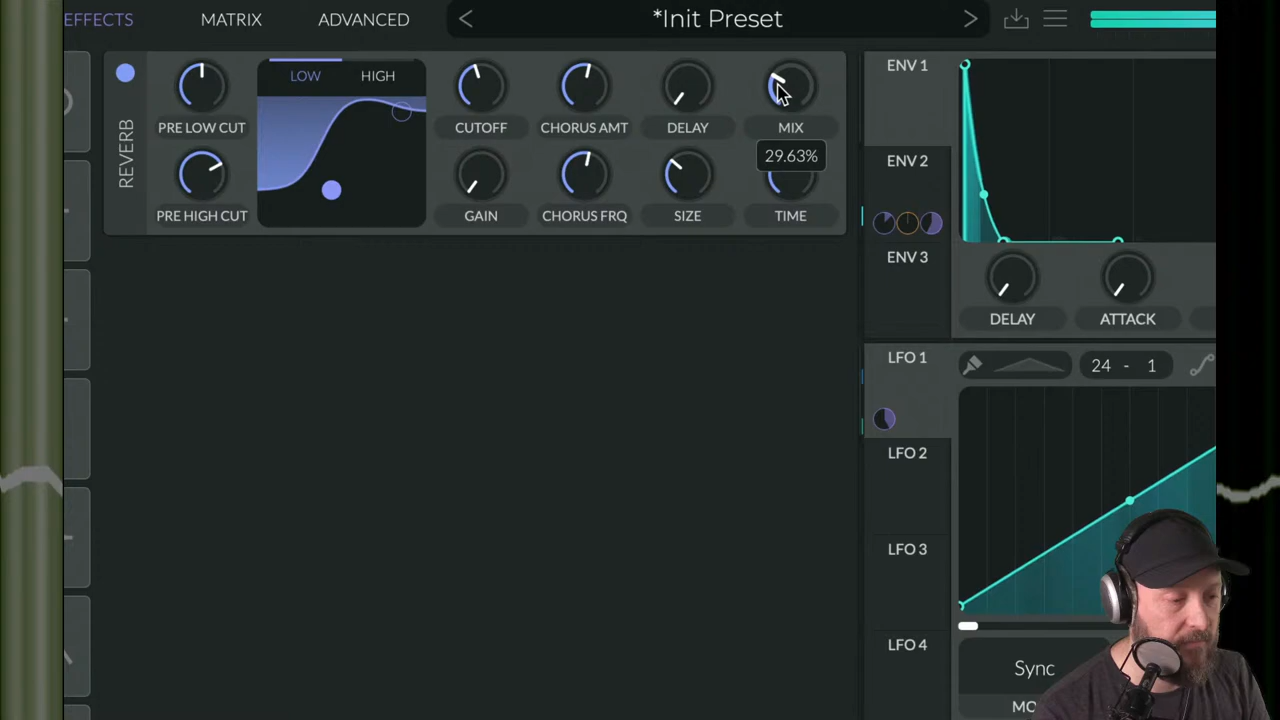 EFFECTS
MATRIX
ADVANCED
*Init Preset
REVERB
LOW
HIGH
PRE LOW CUT
CUTOFF
CHORUS AMT
DELAY
MIX
29.63%
PRE HIGH CUT
GAIN
CHORUS FRQ
SIZE
TIME
ENV 1
ENV 2
ENV 3
DELAY
ATTACK
LFO 1
24 - 1
LFO 2
LFO 3
LFO 4
Sync